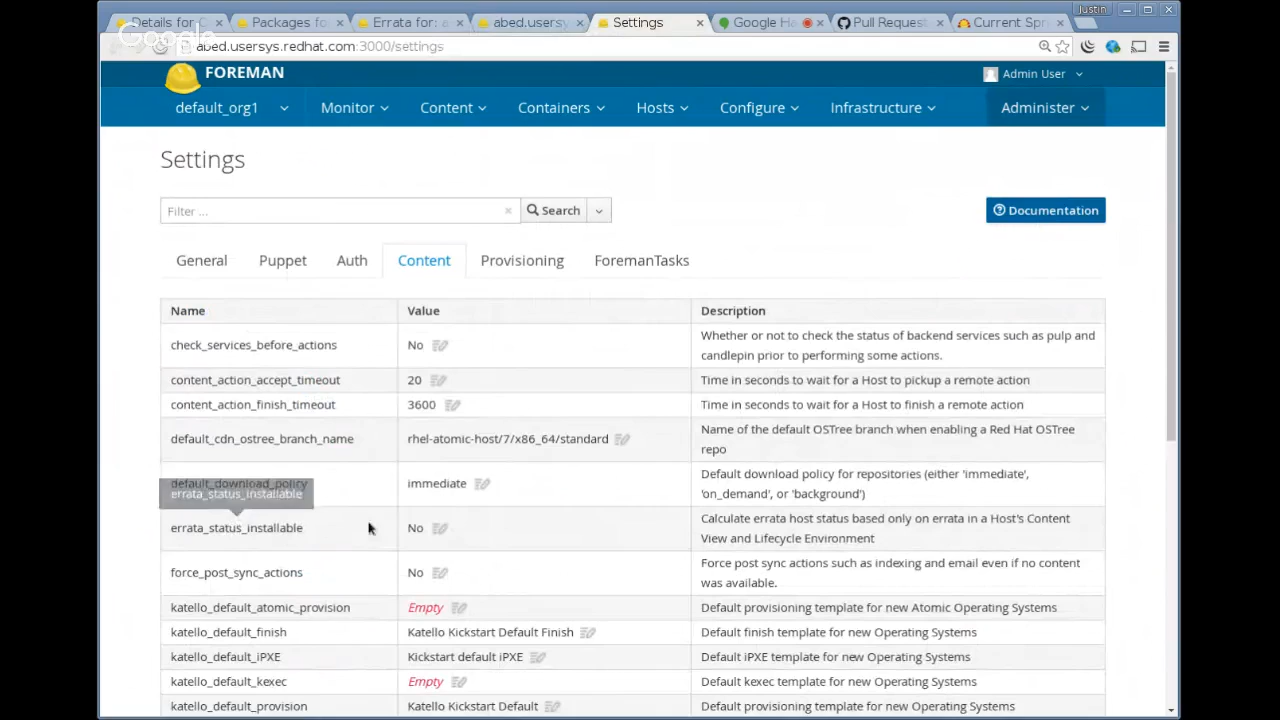 Justin
Details for C
Packages fo
Errata for: a
abed.usersy
Settings
Google Ha
Pull Request
Current Spr
Google
abed.usersys.redhat.com:3000/settings
FOREMAN
Admin User
default_org1
Monitor
Content
Containers
Hosts
Configure
Infrastructure
Administer
Settings
Filter ...
Search
Documentation
General
Puppet
Auth
Content
Provisioning
ForemanTasks
Name Value Description
check_services_before_actions No Whether or not to check the status of backend services such as pulp and
candlepin prior to performing some actions.
content_action_accept_timeout 20 Time in seconds to wait for a Host to pickup a remote action
content_action_finish_timeout 3600 Time in seconds to wait for a Host to finish a remote action
default_cdn_ostree_branch_name rhel-atomic-host/7/x86_64/standard Name of the default OSTree branch when enabling a Red Hat OSTree
repo
default_download_policy immediate Default download policy for repositories (either 'immediate',
'on_demand', or 'background')
errata_status_installable
errata_status_installable No Calculate errata host status based only on errata in a Host's Content
View and Lifecycle Environment
force_post_sync_actions No Force post sync actions such as indexing and email even if no content
was available.
katello_default_atomic_provision Empty Default provisioning template for new Atomic Operating Systems
katello_default_finish Katello Kickstart Default Finish Default finish template for new Operating Systems
katello_default_iPXE Kickstart default iPXE Default iPXE template for new Operating Systems
katello_default_kexec Empty Default kexec template for new Operating Systems
katello_default_provision Katello Kickstart Default Default provisioning template for new Operating Systems